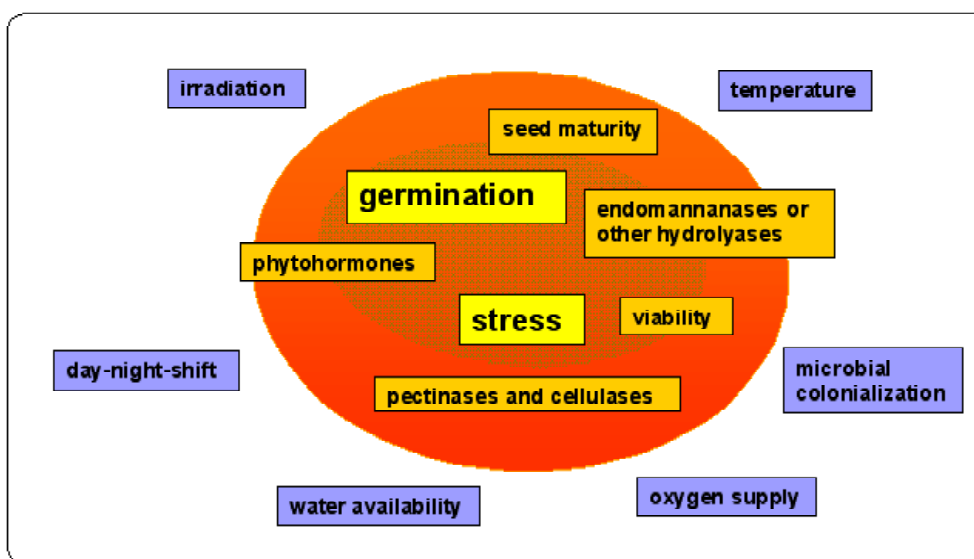 irradiation
temperature
seed maturity
germination
endomannanases or
other hydrolyases
phytohormones
stress
viability
day-night-shift
microbial
colonialization
pectinases and cellulases
water availability
oxygen supply